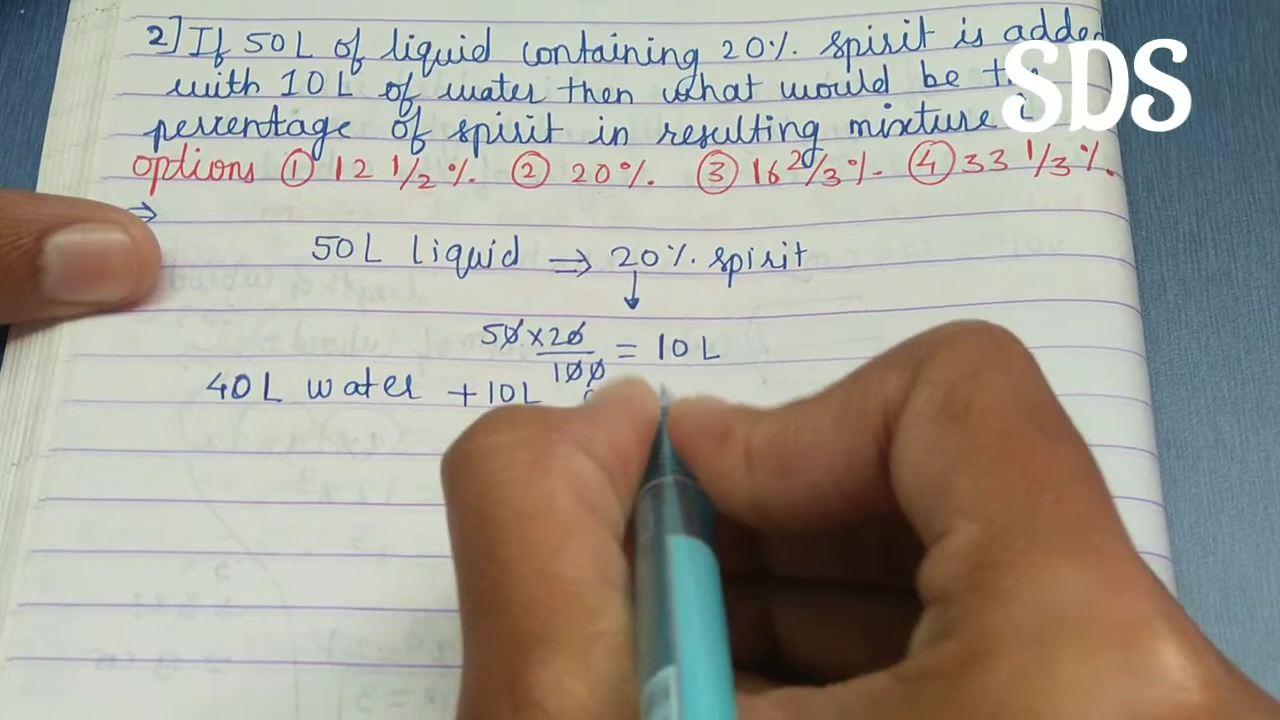 2] If 50L of liquid containing 20% spirit is added
with 10L of water then what would be the
percentage of spirit in resulting mixture
SDS
options ① 12 1/2 % ② 20%. ③ 16 2/3 %. ④ 33 1/3 %.
⇒
50L liquid ⇒ 20% spirit
↓
50 × 20 / 100 = 10 L
40L water + 10L